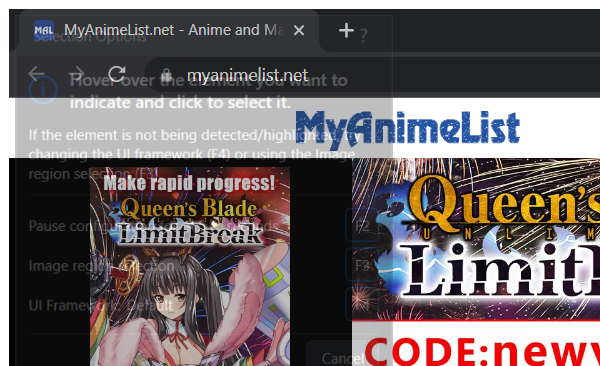 MyAnimeList.net - Anime and Ma
Selection Options
?
myanimelist.net
Hover over the element you want to
indicate and click to select it.
MyAnimeList
If the element is not being detected/highlighted, try
changing the UI framework (F4) or using the Image
region selection (F3)
Make rapid progress!
Queen's Blade
LimitBreak
Queen's
UNLIM
Limit
Pause
F2
Image region selection
F3
UI Framework: Default
Cancel
CODE:newy